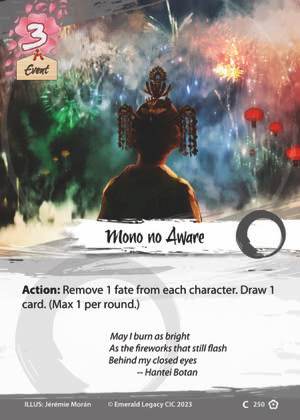 3
Event
Mono no Aware
Action: Remove 1 fate from each character. Draw 1
card. (Max 1 per round.)
May I burn as bright
As the fireworks that still flash
Behind my closed eyes
-- Hantei Botan
ILLUS: Jérémie Morán © Emerald Legacy CIC 2023 C 250